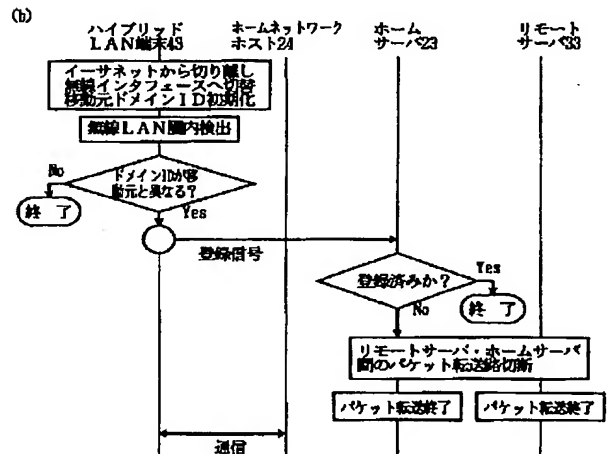 (b)
ハイブリッド
LAN端末43
ホームネットワーク
ホスト24
ホーム
サーバ23
リモート
サーバ33
イーサネットから切り離し
無線インタフェースへ切替
移動元ドメインID初期化
無線LAN圏内検出
ドメインIDが移
動元と異なる?
No
終 了
Yes
登録信号
登録済みか?
Yes
終 了
No
リモートサーバ・ホームサーバ
間のパケット転送路切断
パケット転送終了
パケット転送終了
通信